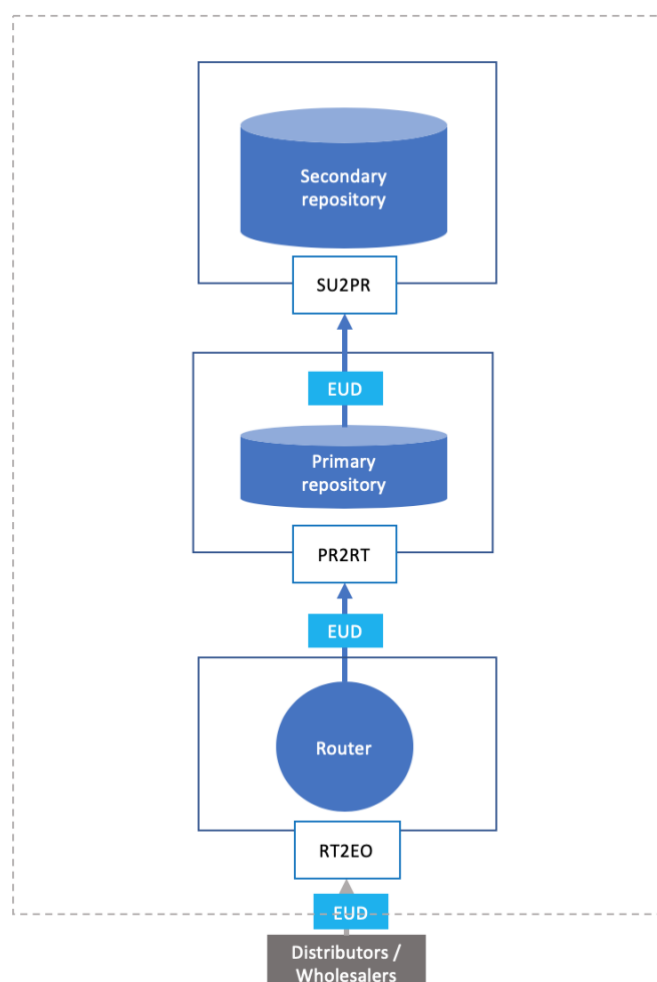 Secondary
repository
SU2PR
EUD
Primary
repository
PR2RT
EUD
Router
RT2EO
EUD
Distributors /
Wholesalers